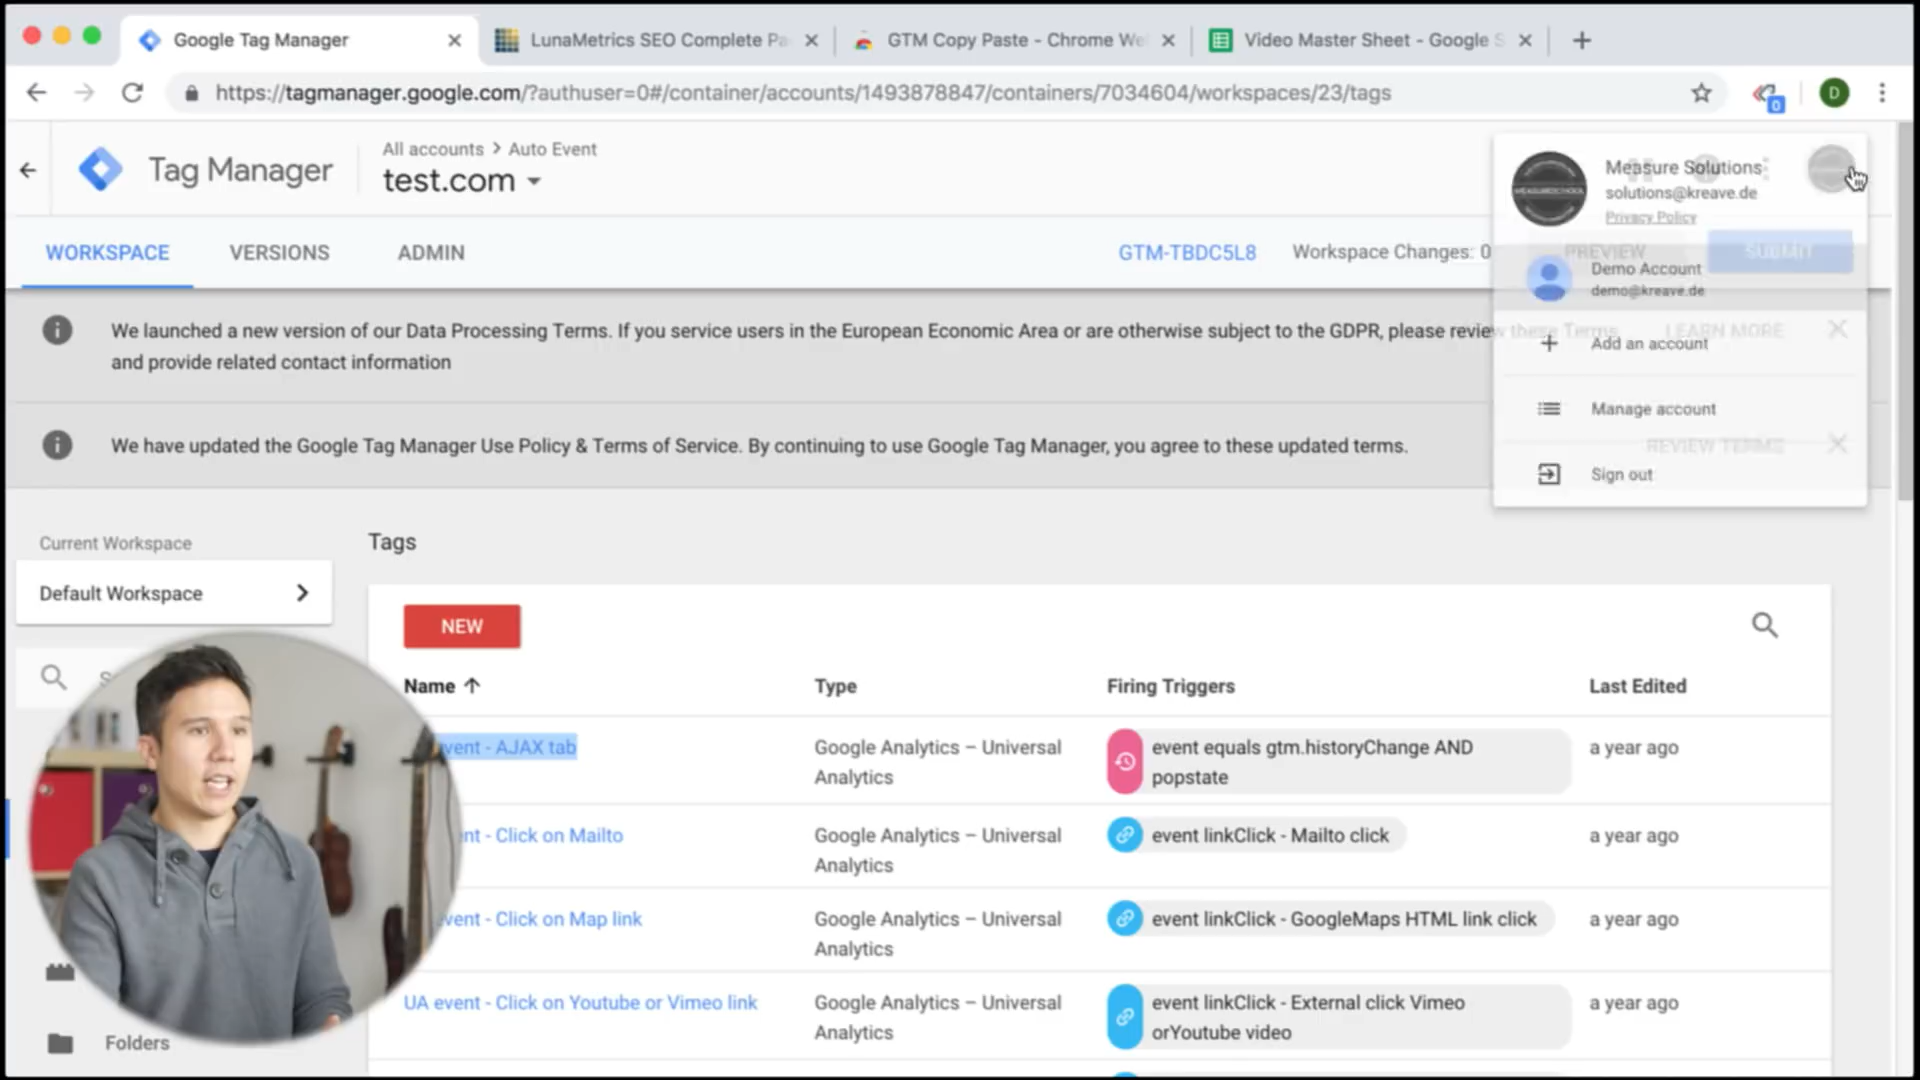 Google Tag Manager
LunaMetrics SEO Complete Pa
GTM Copy Paste - Chrome We
Video Master Sheet - Google S
D
https://tagmanager.google.com/?authuser=0#/container/accounts/1493878847/containers/7034604/workspaces/23/tags
0
Tag Manager
All accounts > Auto Event
test.com
Measure Solutions
solutions@kreave.de
Privacy Policy
WORKSPACE
VERSIONS
ADMIN
GTM-TBDC5L8
Workspace Changes: 0
PREVIEW
SUBMIT
Demo Account
demo@kreave.de
We launched a new version of our Data Processing Terms. If you service users in the European Economic Area or are otherwise subject to the GDPR, please review these Terms
and provide related contact information
LEARN MORE
Add an account
Manage account
We have updated the Google Tag Manager Use Policy & Terms of Service. By continuing to use Google Tag Manager, you agree to these updated terms.
REVIEW TERMS
Sign out
Current Workspace
Default Workspace
Tags
NEW
Name
Type
Firing Triggers
Last Edited
vent - AJAX tab
Google Analytics – Universal
Analytics
event equals gtm.historyChange AND
popstate
a year ago
nt - Click on Mailto
Google Analytics – Universal
Analytics
event linkClick - Mailto click
a year ago
vent - Click on Map link
Google Analytics – Universal
Analytics
event linkClick - GoogleMaps HTML link click
a year ago
UA event - Click on Youtube or Vimeo link
Google Analytics – Universal
Analytics
event linkClick - External click Vimeo
orYoutube video
a year ago
Folders